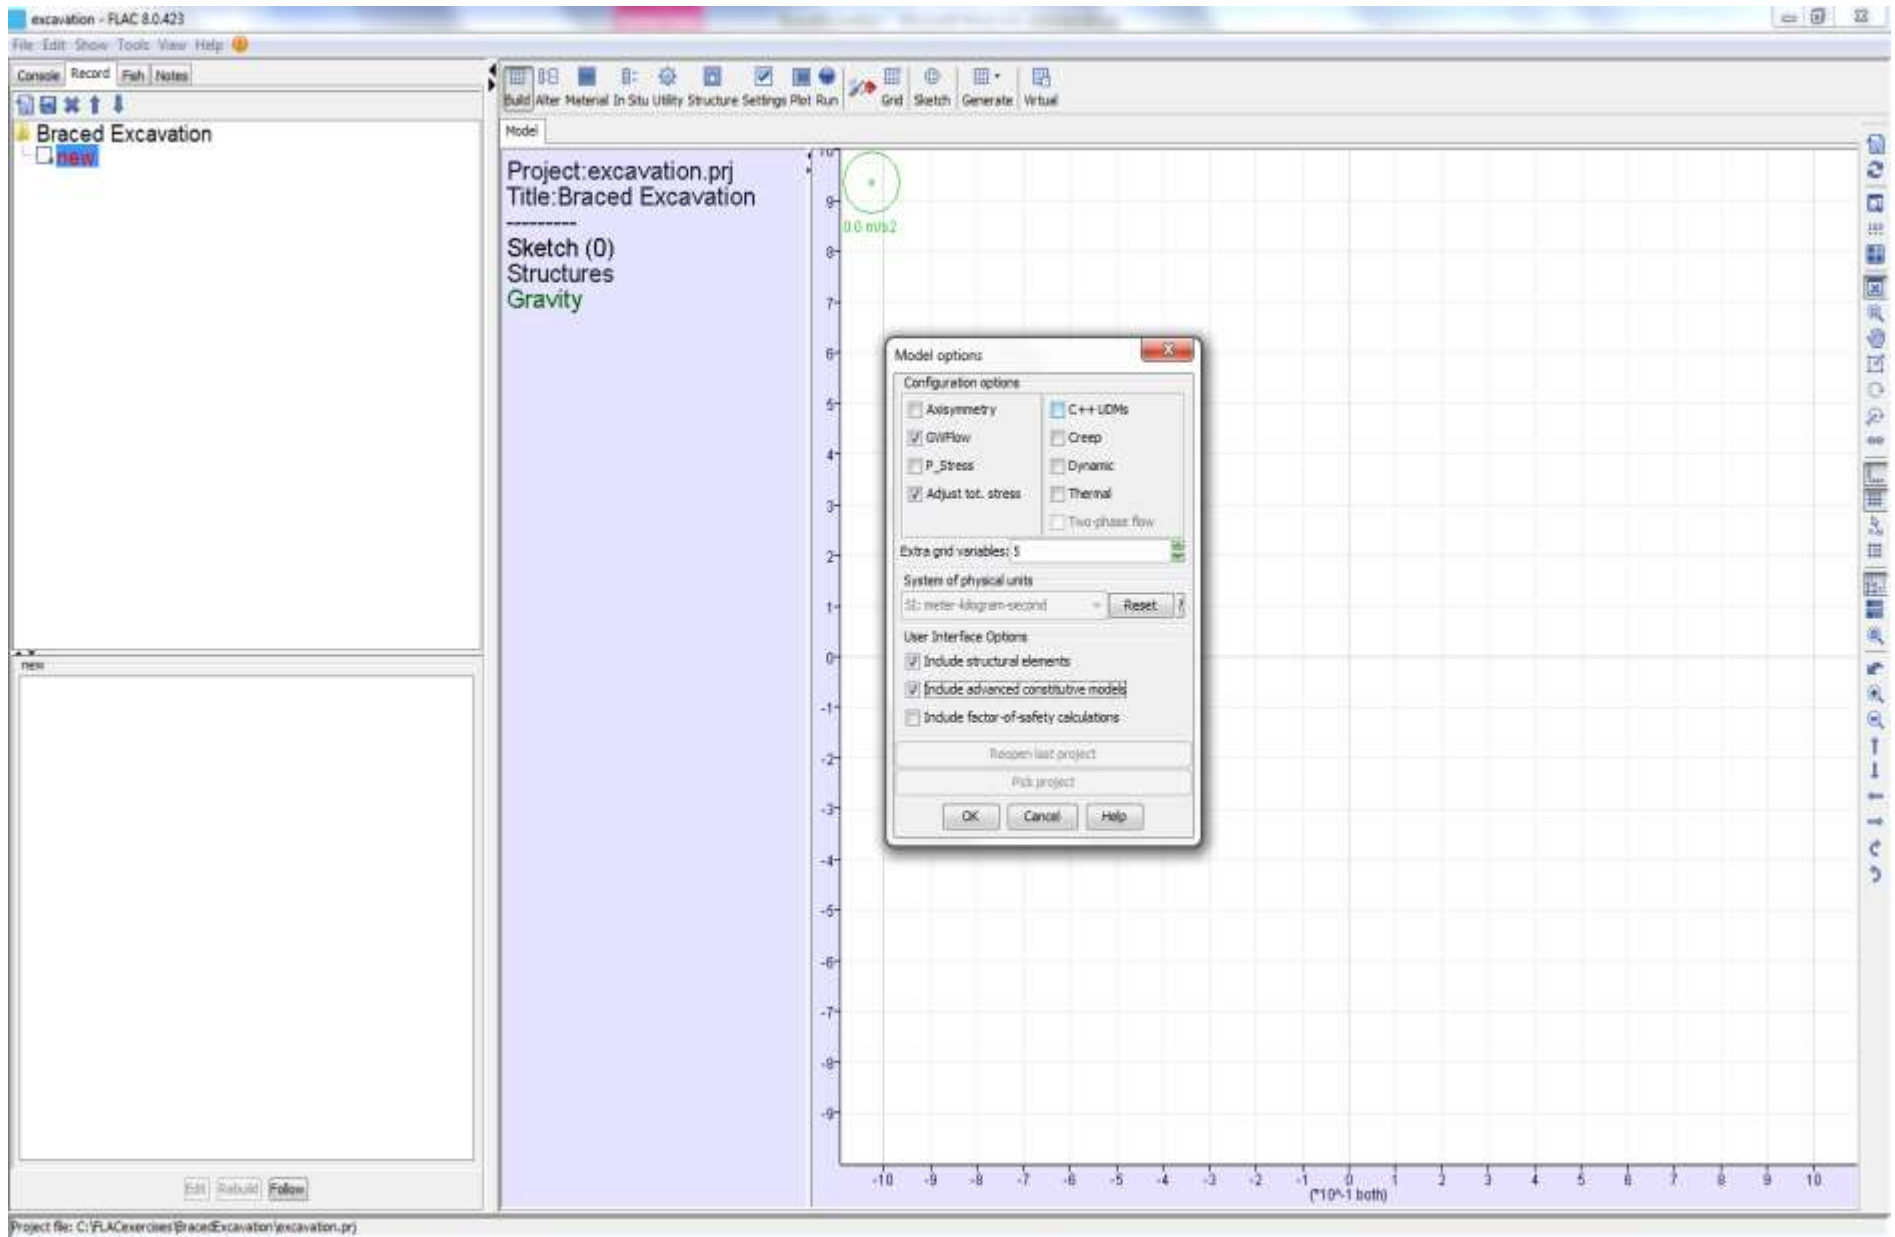 excavation - FLAC 8.0.423
File Edit Show Tools View Help
Console Record Fish Notes
Braced Excavation
new
new
Edit Rebuild Follow
Project file: C:\FLACexercises\BracedExcavation\excavation.prj
Build Alter Material In Situ Utility Structure Settings Plot Run Grid Sketch Generate Virtual
Model
Project:excavation.prj
Title:Braced Excavation
---------
Sketch (0)
Structures
Gravity
0.0 m/s2
10
9
8
7
6
5
4
3
2
1
0
-1
-2
-3
-4
-5
-6
-7
-8
-9
-10 -9 -8 -7 -6 -5 -4 -3 -2 -1 0 1 2 3 4 5 6 7 8 9 10
(*10^-1 both)
Model options
Configuration options
Axisymmetry C++ UDMs
GWFlow Creep
P_Stress Dynamic
Adjust tot. stress Thermal
Two-phase flow
Extra grid variables: 5
System of physical units
SI: meter-kilogram-second Reset ?
User Interface Options
Include structural elements
Include advanced constitutive models
Include factor-of-safety calculations
Reopen last project
Pick project
OK Cancel Help